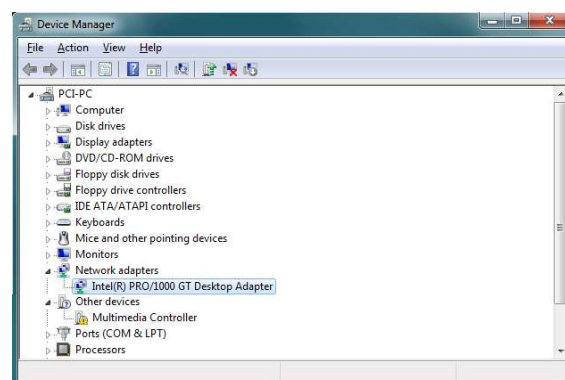 Device Manager
File Action View Help
PCI-PC
Computer
Disk drives
Display adapters
DVD/CD-ROM drives
Floppy disk drives
Floppy drive controllers
IDE ATA/ATAPI controllers
Keyboards
Mice and other pointing devices
Monitors
Network adapters
Intel(R) PRO/1000 GT Desktop Adapter
Other devices
Multimedia Controller
Ports (COM & LPT)
Processors